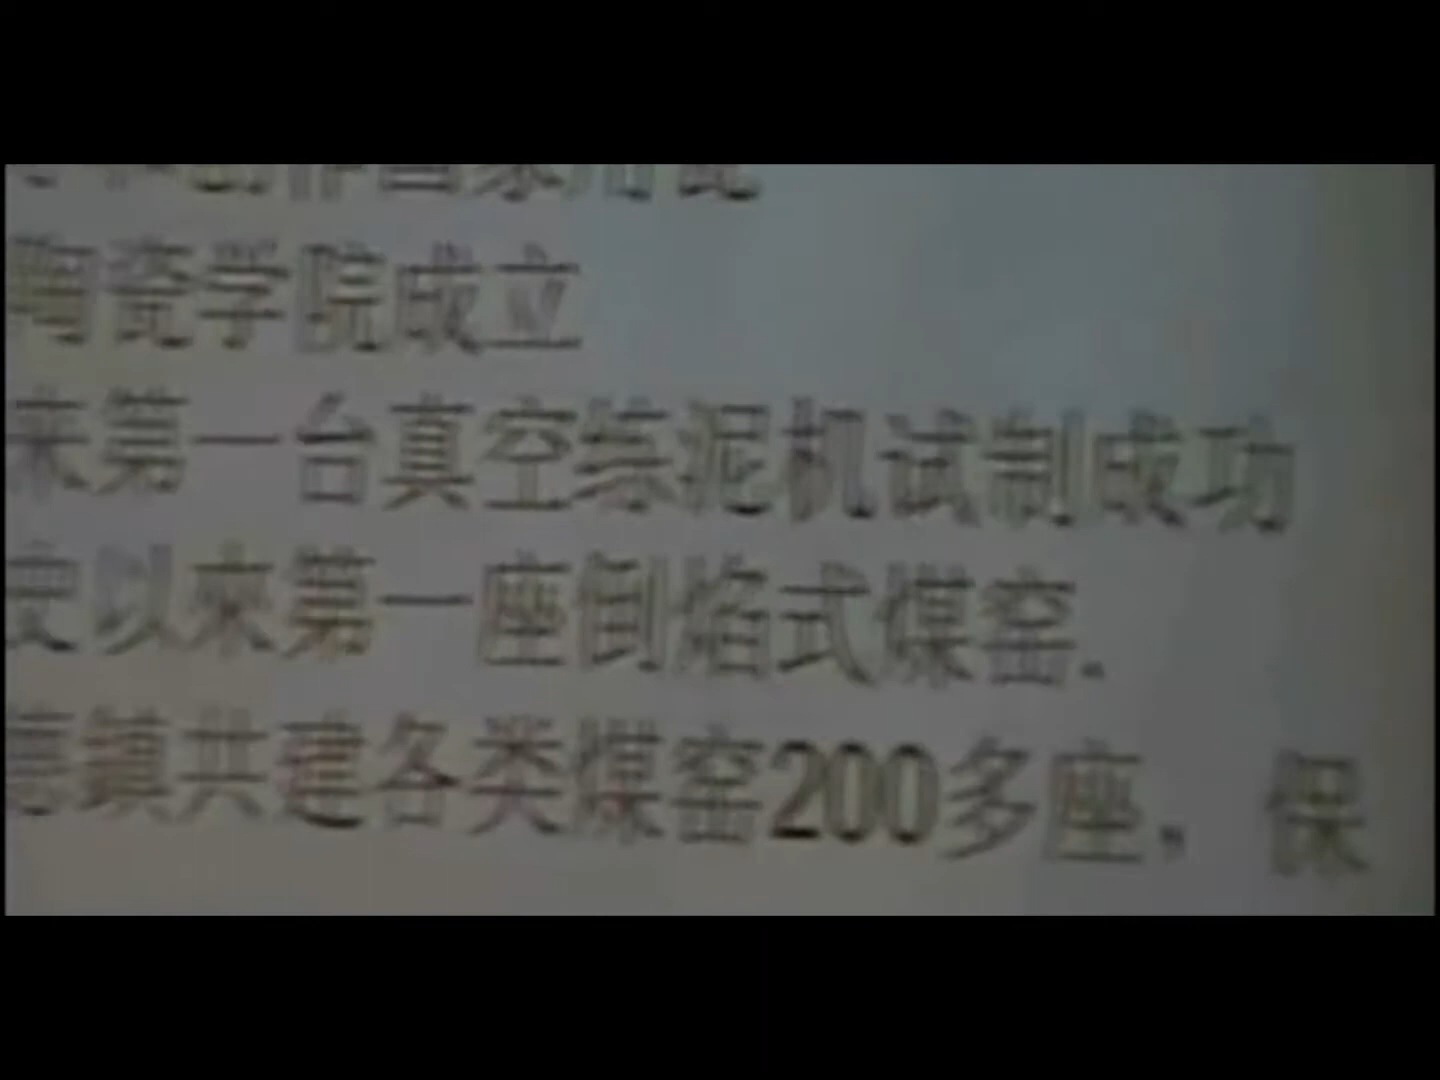 陶瓷学院成立
来第一台真空练泥机试制成功
史以来第一座倒焰式煤窑.
镇共建各类煤窑200多座，保